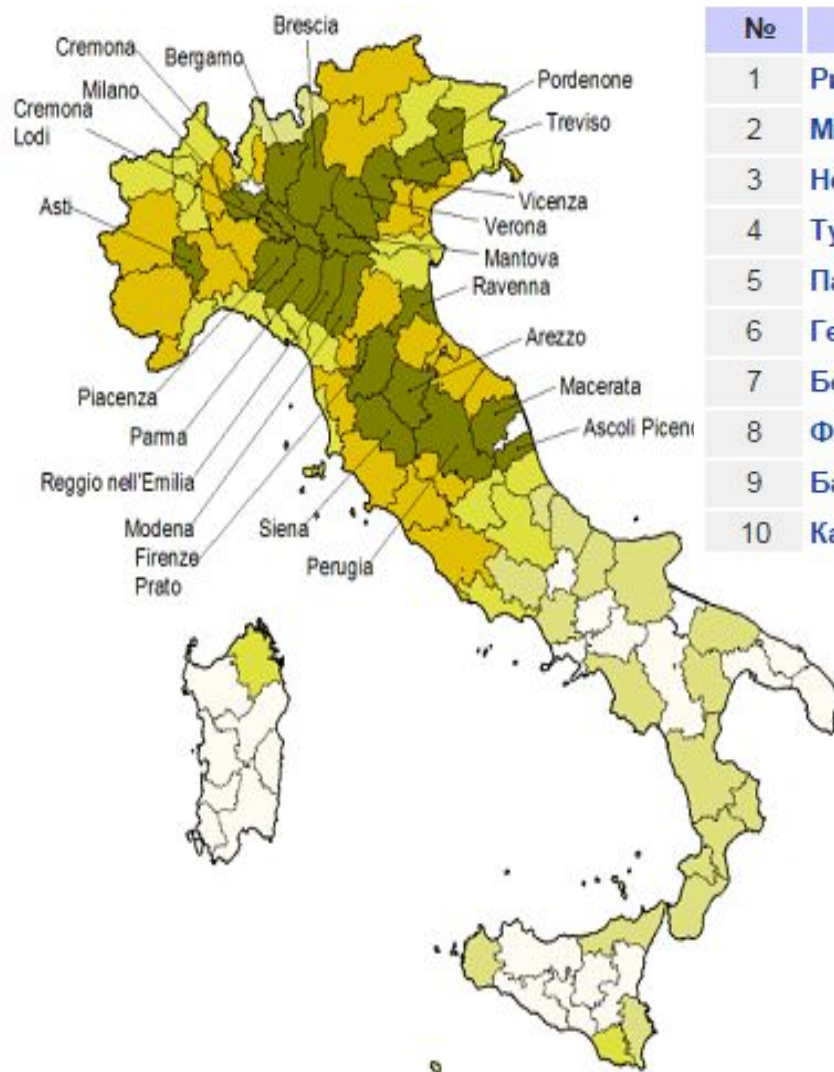 Brescia
Cremona
Bergamo
Milano
Pordenone
Cremona
Lodi
Treviso
Asti
Vicenza
Verona
Mantova
Ravenna
Arezzo
Piacenza
Macerata
Parma
Ascoli Picen
Reggio nell'Emilia
Modena
Siena
Firenze
Prato
Perugia
№
1
2
3
4
5
6
7
8
9
10